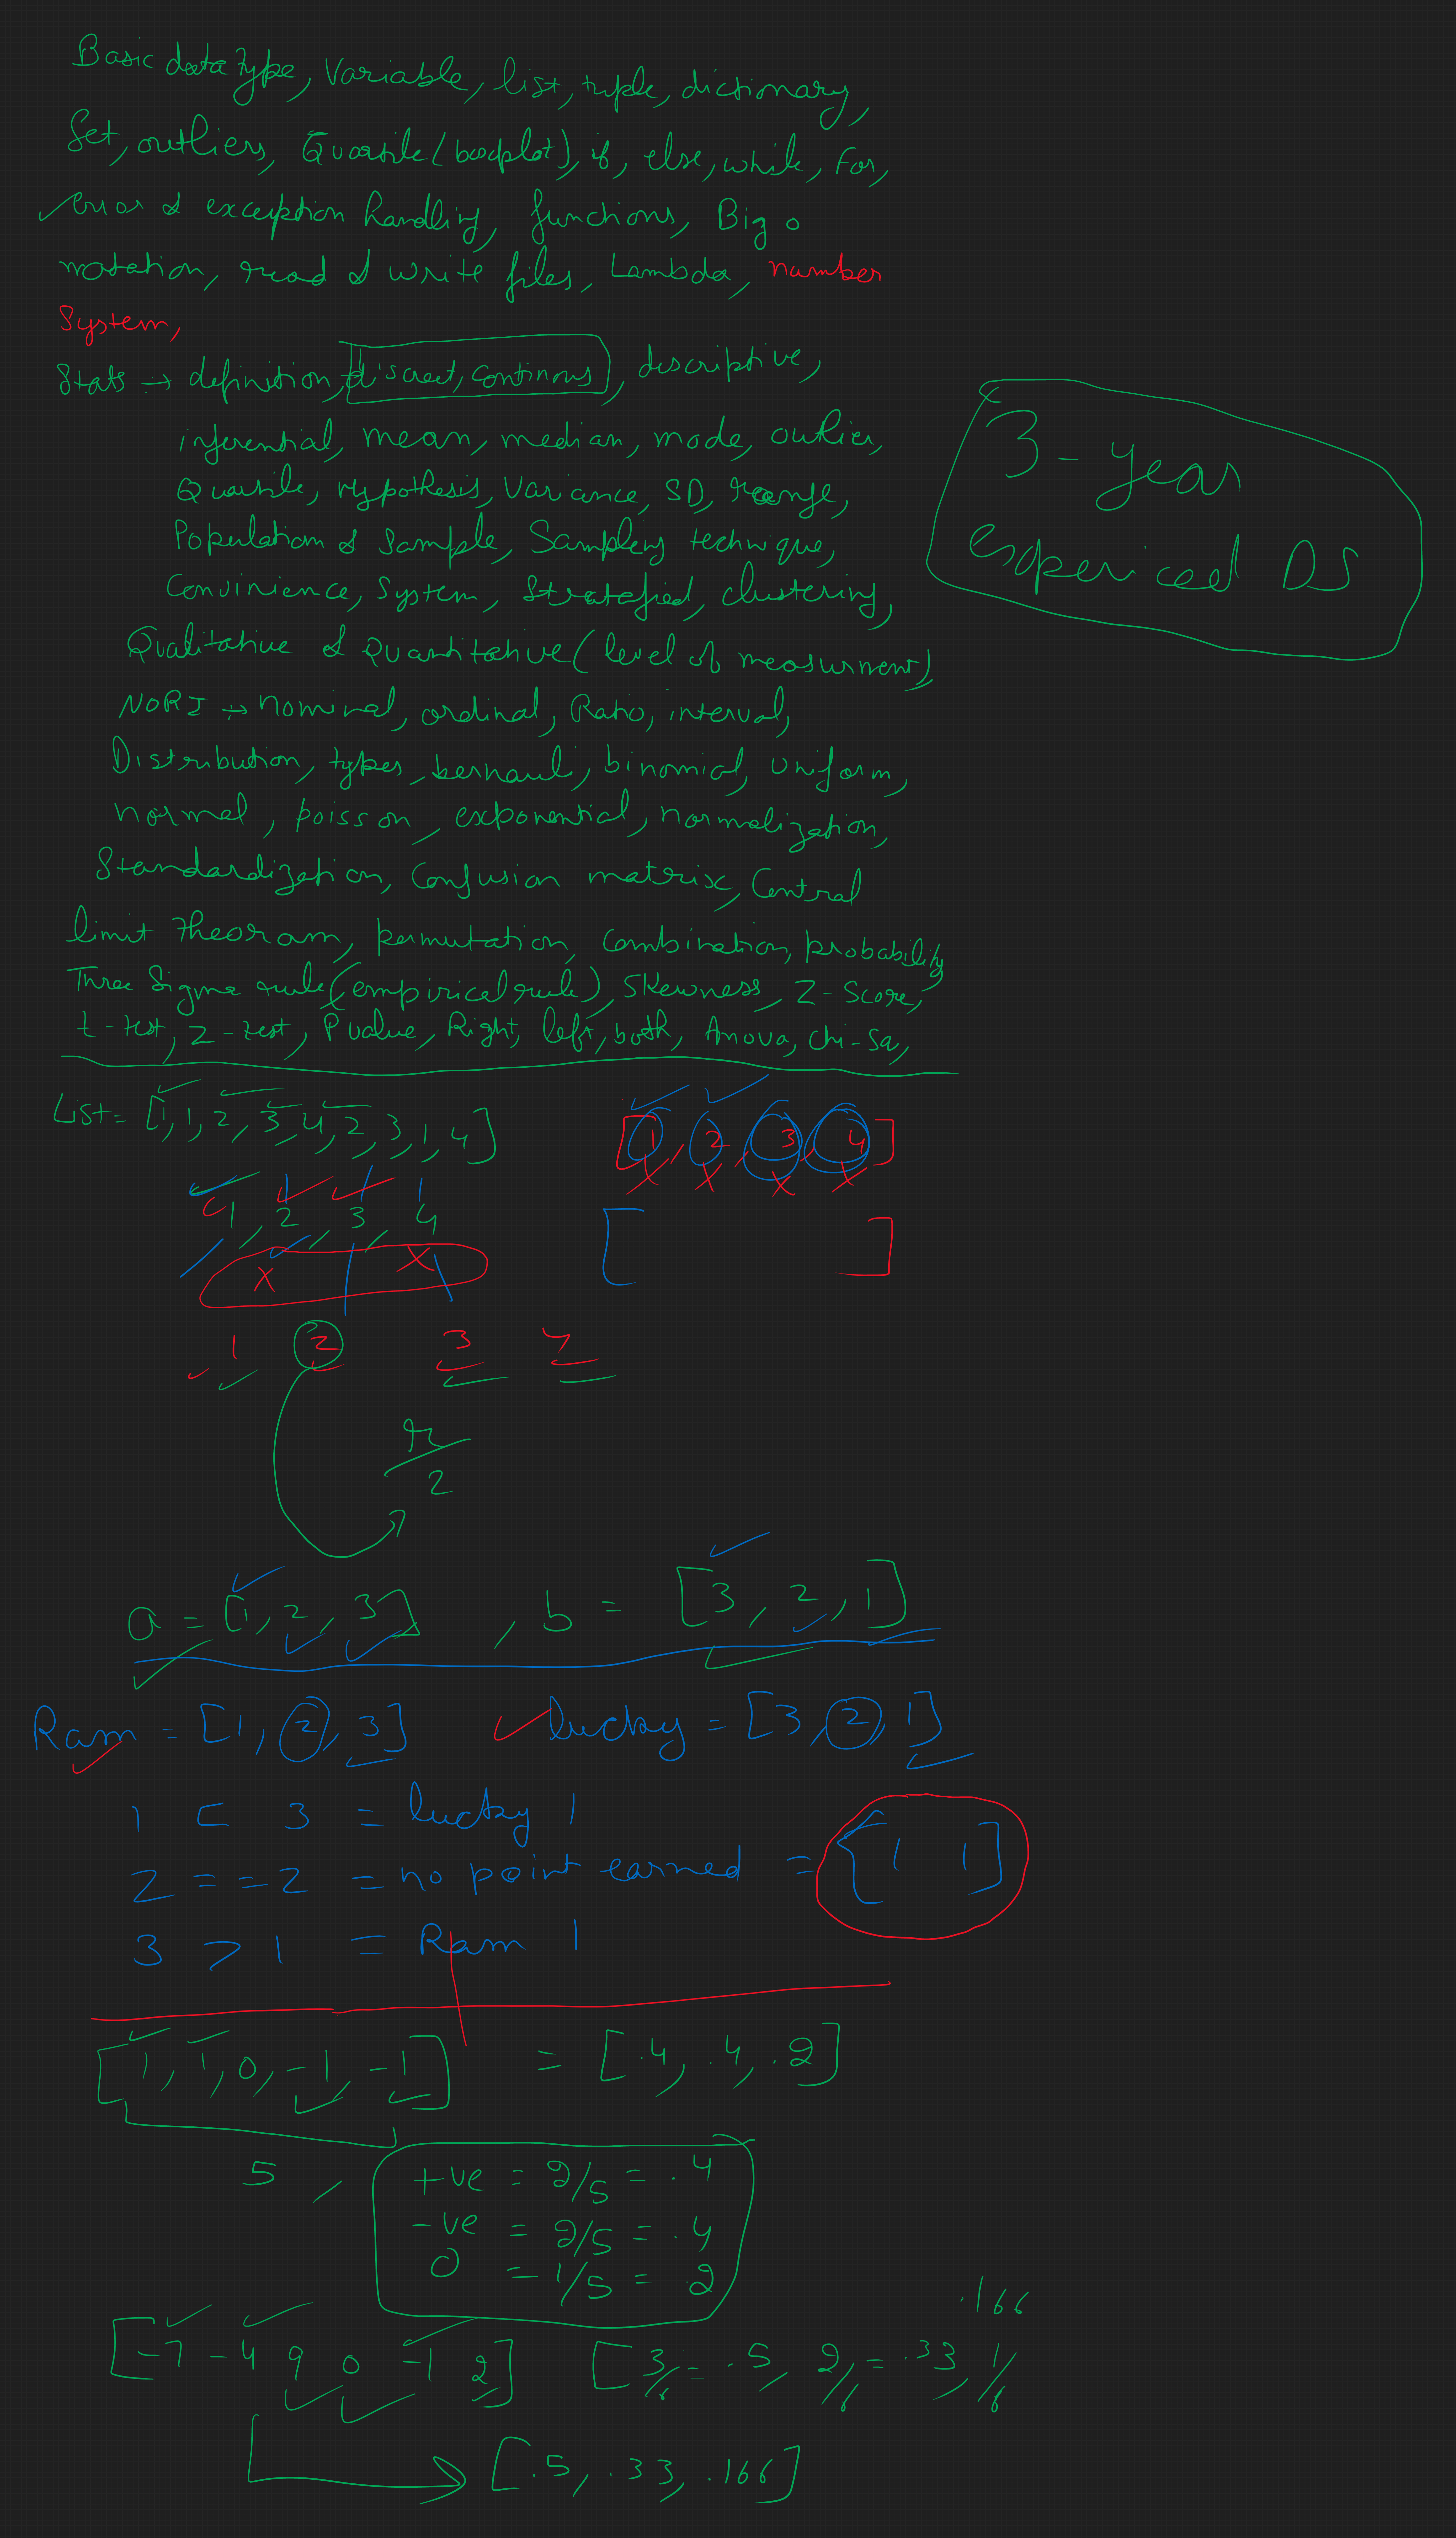 Basic data type, Variable, list, tuple, dictionary,
Set, outliers, Quartile (boxplot), if, else, while, For,
error & exception handling, functions, Big o
notation, read & write files, Lambda, number
System,
Stats → definition, discreet, continous, descriptive,
inferential, mean, median, mode, outlier,
Quartile, Hypothesis, Variance, SD, range,
Population & Sample, Sampleing technique,
Convinience, System, Stratafied, clustering,
Qualitative & Quantitative (level of measurment)
NORI → Nominal, ordinal, Ratio, interval,
Distribution, types, bernauli, binomial, Uniform,
normal, poisson, exponential, normalization,
Standardization, Confusion matrix, Central
limit theoram, permutation, Combination, probability
Three Sigma rule (empirical rule), Skewness, Z-Score,
t-test, z-test, P value, Right, left, both, Anova, chi-sq,
3-year
expericed DS
List = [1, 1, 2, 3, 4, 2, 3, 1, 4]
[1, 2, 3, 4]
1, 2, 3, 4
[ ]
X X
1 2 3 4
n/2
a = [1, 2, 3], b = [3, 2, 1]
Ram = [1, 2, 3] lucky = [3, 2, 1]
1 < 3 = lucky 1
2 == 2 = no point earned = [1 1]
3 > 1 = Ram 1
[1, 1, 0, -1, -1] = [.4, .4, .2]
5,
+ve = 2/5 = .4
-ve = 2/5 = .4
0 = 1/5 = .2
.166
[-7 -4 9 0 -1 2] [3/6 = .5, 2/6 = .33, 1/6
[.5, .33, .166]